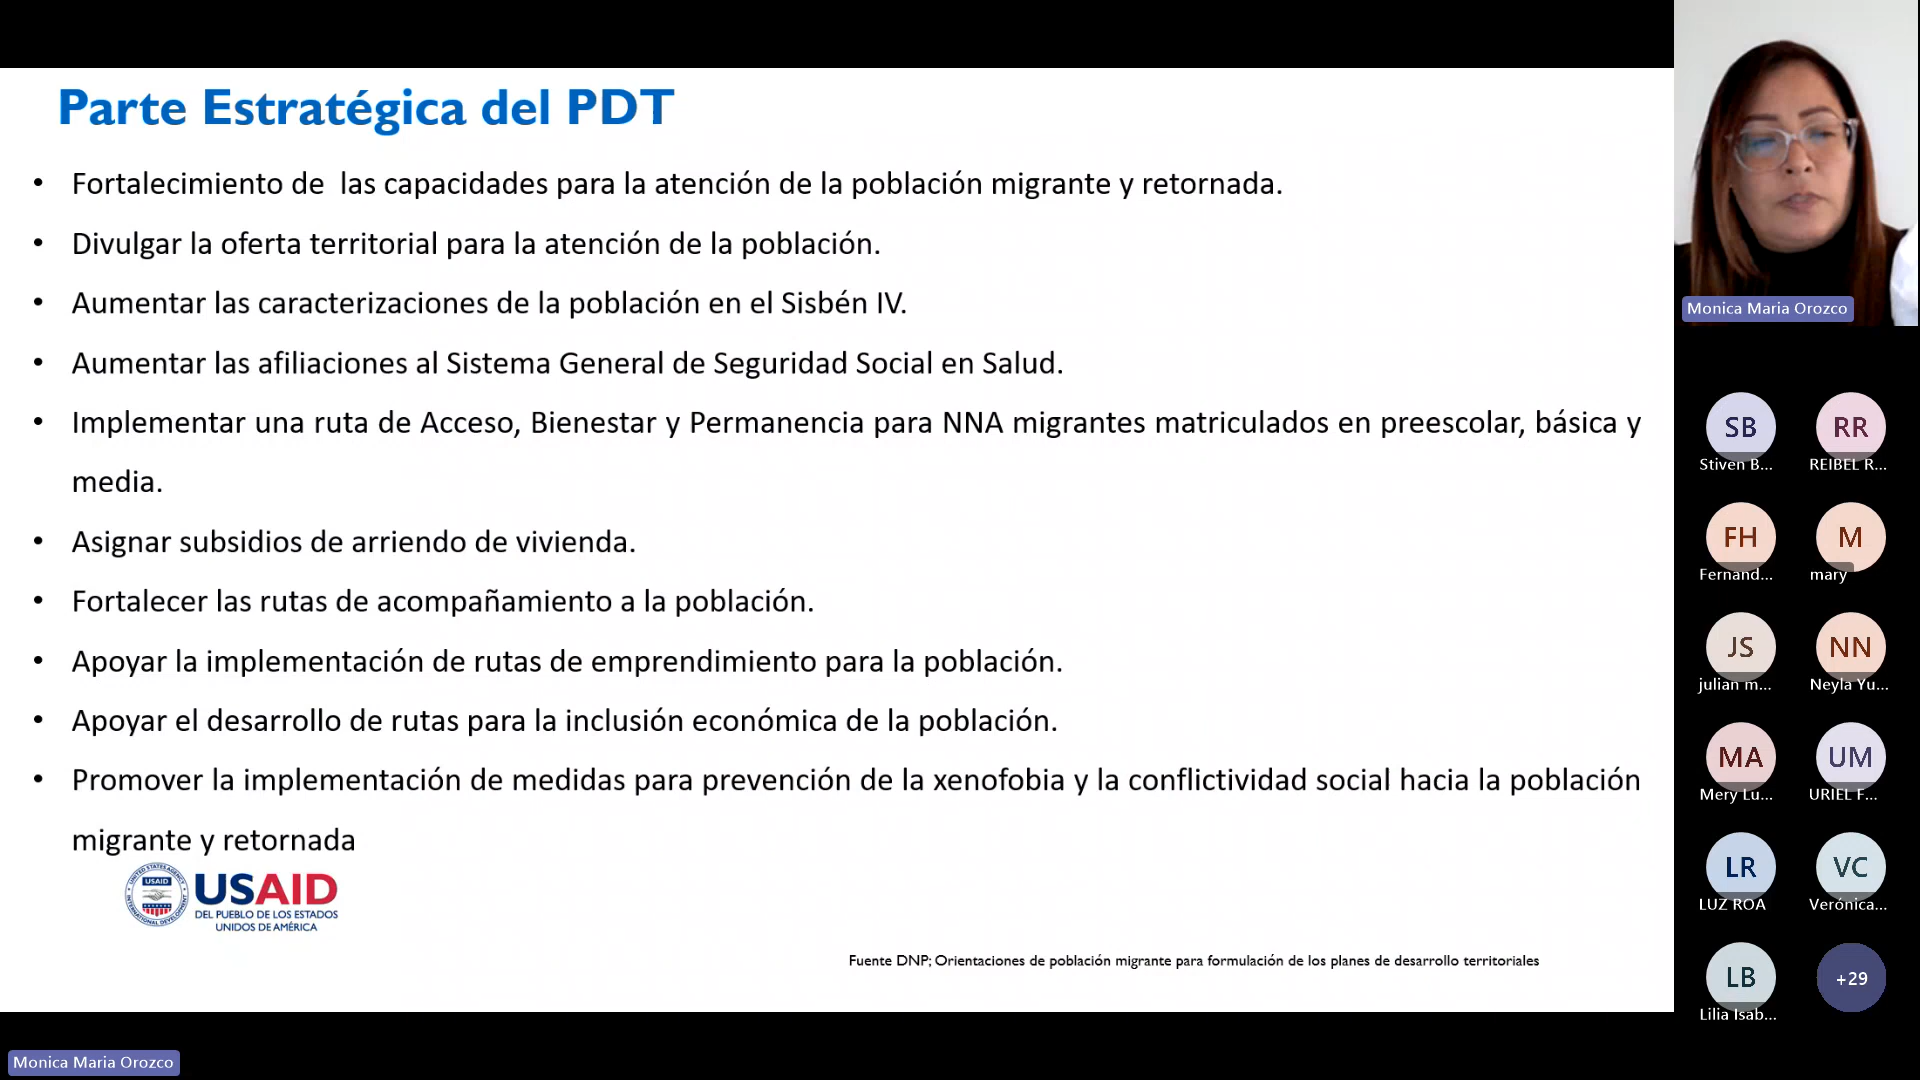 Parte Estratégica del PDT
• Fortalecimiento de las capacidades para la atención de la población migrante y retornada.
• Divulgar la oferta territorial para la atención de la población.
• Aumentar las caracterizaciones de la población en el Sisbén IV.
• Aumentar las afiliaciones al Sistema General de Seguridad Social en Salud.
• Implementar una ruta de Acceso, Bienestar y Permanencia para NNA migrantes matriculados en preescolar, básica y
media.
• Asignar subsidios de arriendo de vivienda.
• Fortalecer las rutas de acompañamiento a la población.
• Apoyar la implementación de rutas de emprendimiento para la población.
• Apoyar el desarrollo de rutas para la inclusión económica de la población.
• Promover la implementación de medidas para prevención de la xenofobia y la conflictividad social hacia la población
migrante y retornada
UNITED STATES AGENCY
USAID
INTERNATIONAL DEVELOPMENT
USAID
DEL PUEBLO DE LOS ESTADOS
UNIDOS DE AMÉRICA
Fuente DNP; Orientaciones de población migrante para formulación de los planes de desarrollo territoriales
Monica Maria Orozco
Monica Maria Orozco
SB
Stiven B...
RR
REIBEL R...
FH
Fernand...
M
mary
JS
julian m...
NN
Neyla Yu...
MA
Mery Lu...
UM
URIEL F...
LR
LUZ ROA
VC
Verónica...
LB
Lilia Isab...
+29